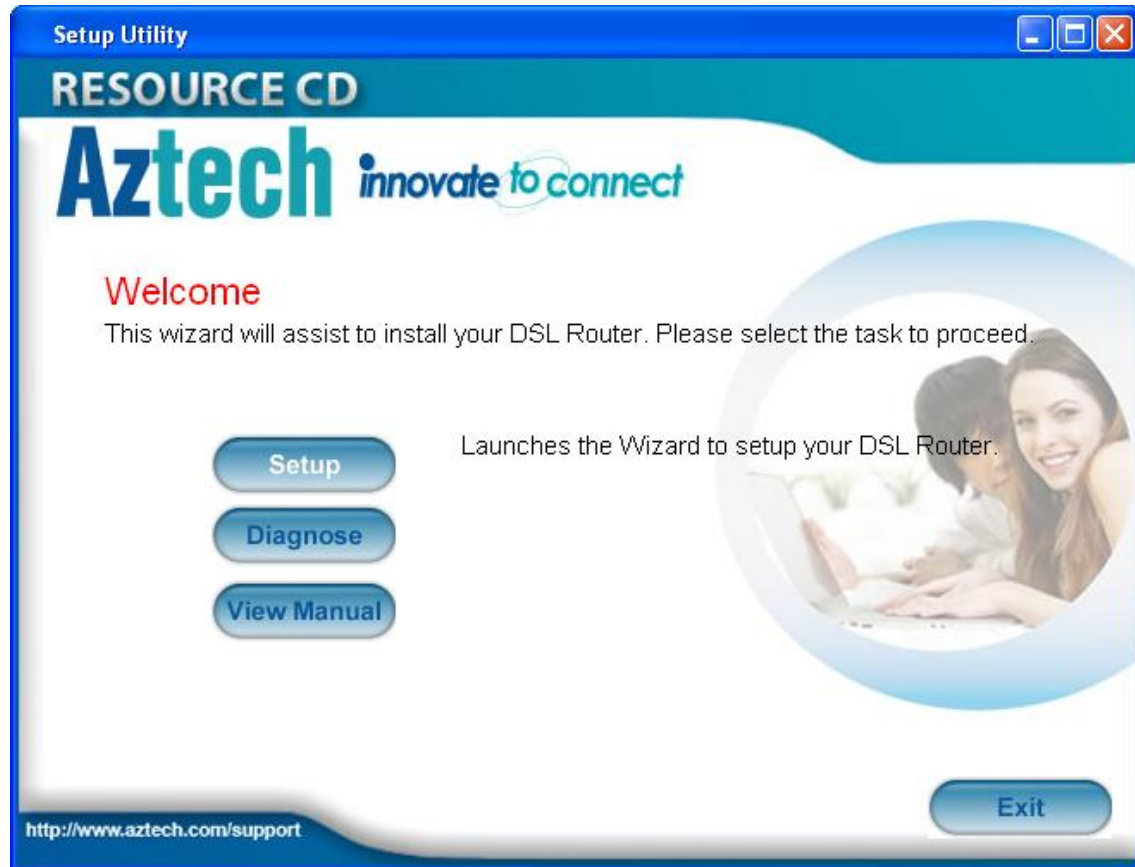 Setup Utility
RESOURCE CD
Aztech innovate to connect
Welcome
This wizard will assist to install your DSL Router. Please select the task to proceed.
Setup
Launches the Wizard to setup your DSL Router.
Diagnose
View Manual
Exit
http://www.aztech.com/support